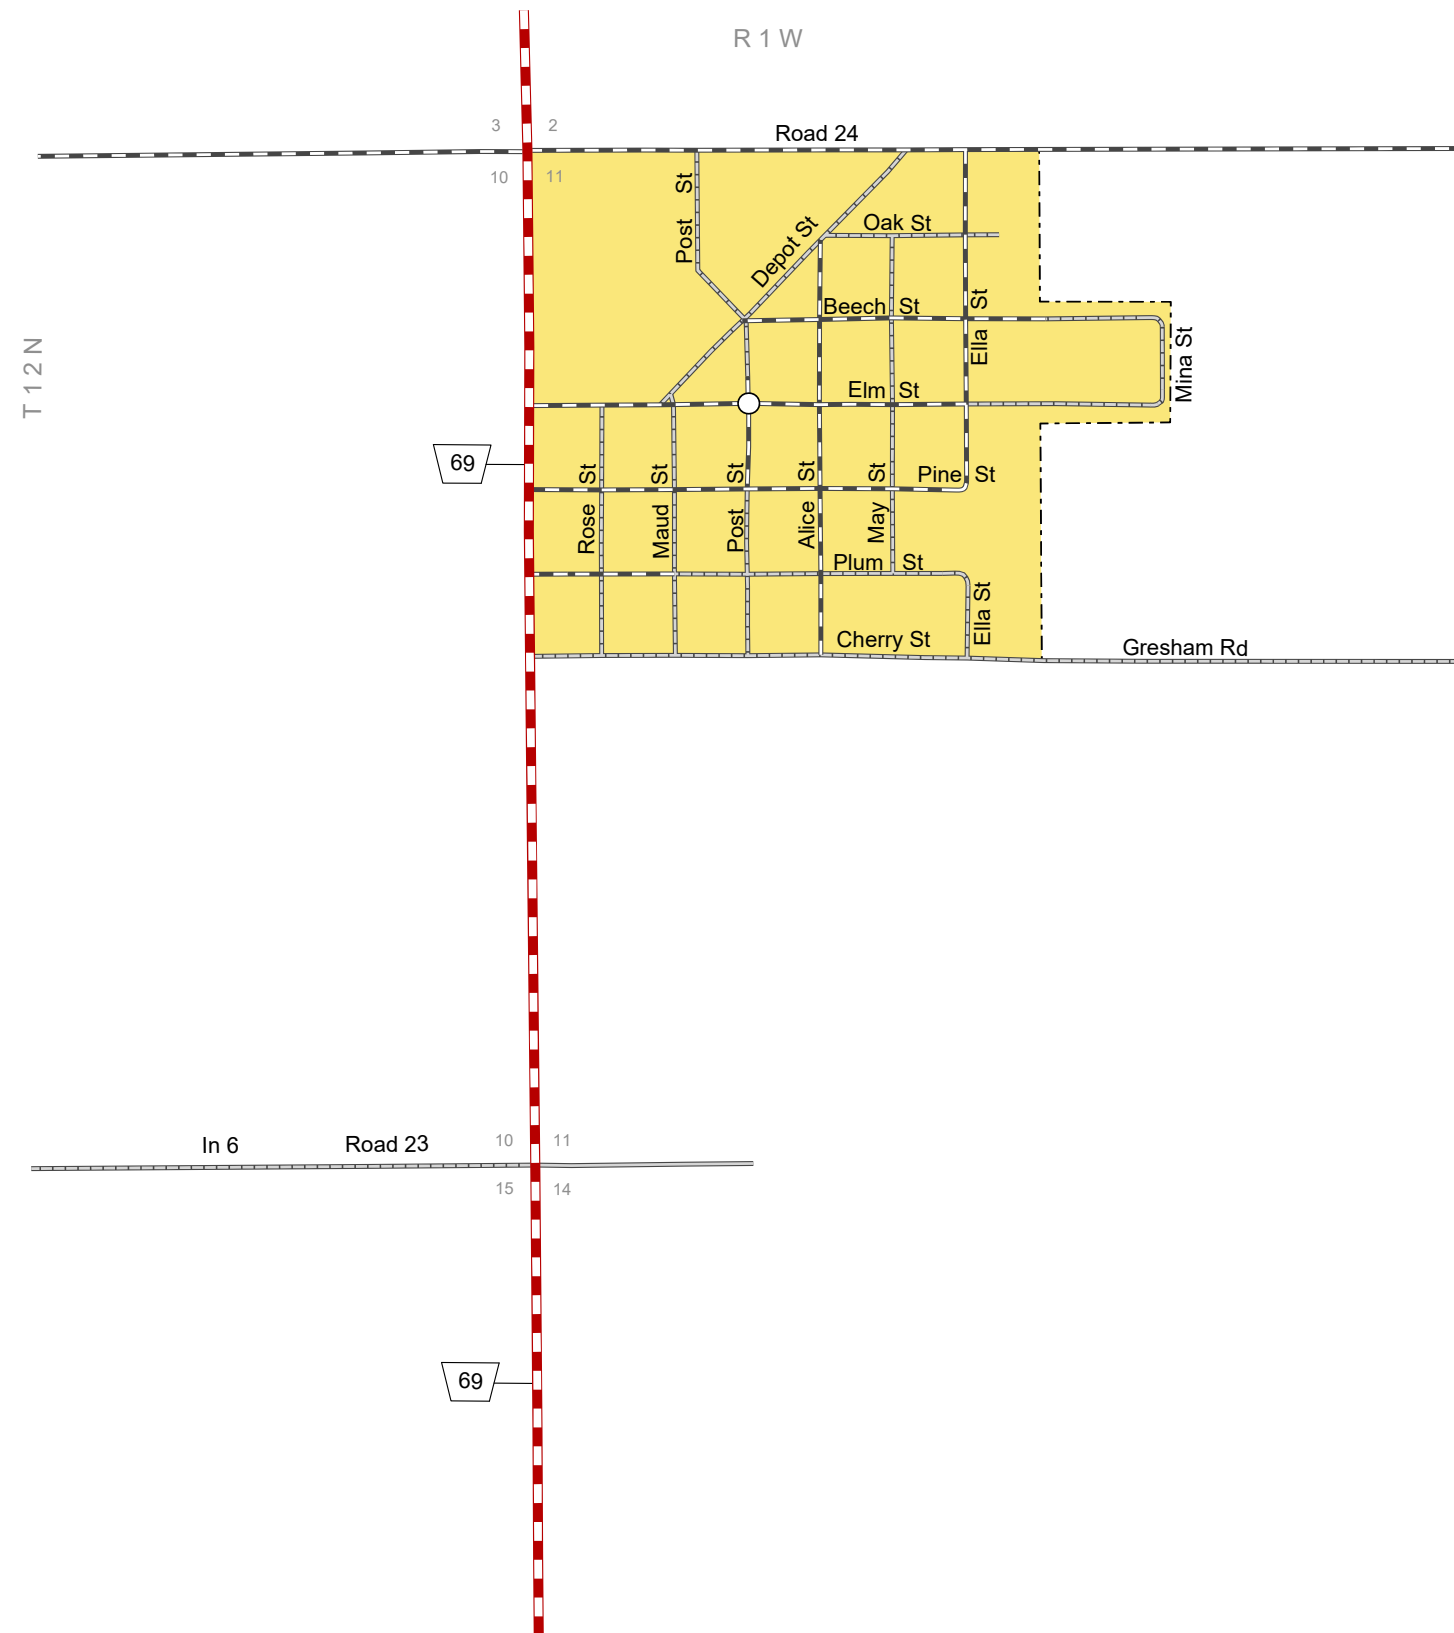 R 1 W
3
2
Road 24
10
11
Post St
Depot St
Oak St
Beech St
Ella St
Mina St
T 12 N
Elm St
69
Rose St
Maud St
Post St
Alice St
May St
Pine St
Plum St
Ella St
Cherry St
Gresham Rd
In 6
Road 23
10
11
15
14
69